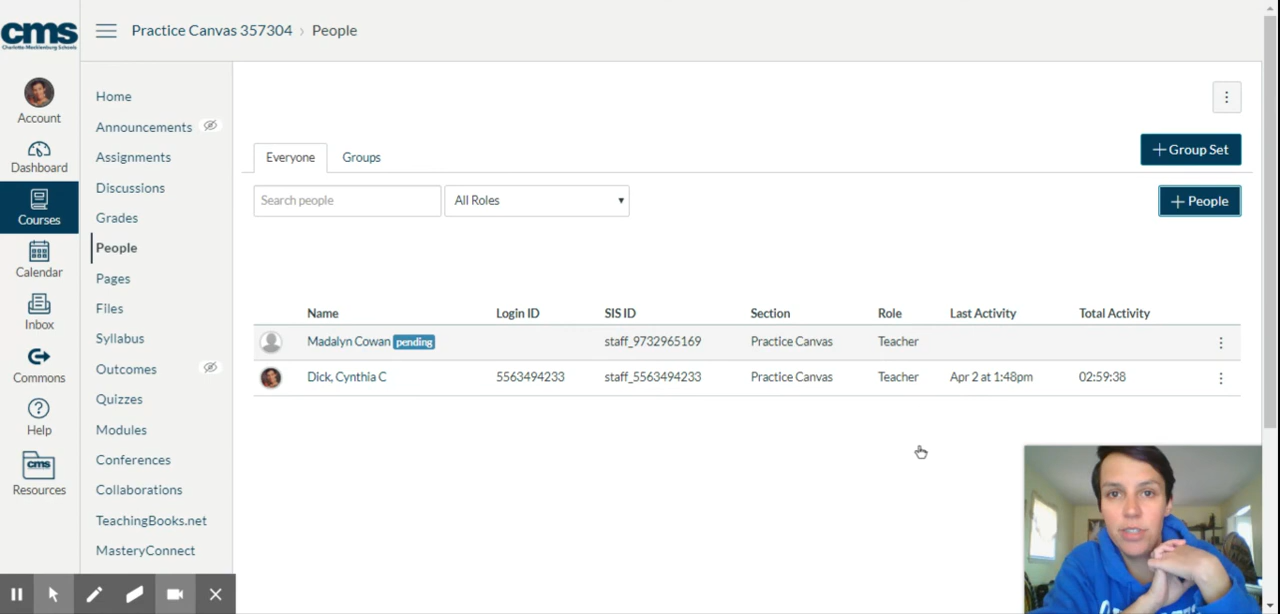 cms
Charlotte-Mecklenburg Schools
Practice Canvas 357304 › People
Account
Dashboard
Courses
Calendar
Inbox
Commons
Help
cms
Resources
Home
Announcements
Assignments
Discussions
Grades
People
Pages
Files
Syllabus
Outcomes
Quizzes
Modules
Conferences
Collaborations
TeachingBooks.net
MasteryConnect
+ Group Set
Everyone Groups
Search people All Roles + People
Name Login ID SIS ID Section Role Last Activity Total Activity
Madalyn Cowan pending staff_9732965169 Practice Canvas Teacher
Dick, Cynthia C 5563494233 staff_5563494233 Practice Canvas Teacher Apr 2 at 1:48pm 02:59:38